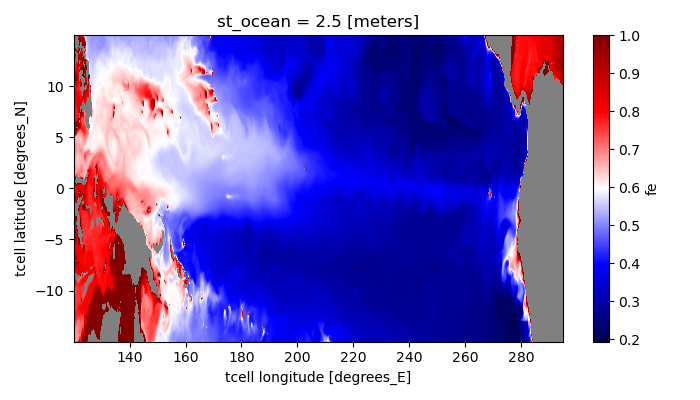 st_ocean = 2.5 [meters]
10
5
0
−5
−10
tcell latitude [degrees_N]
140 160 180 200 220 240 260 280
tcell longitude [degrees_E]
1.0
0.9
0.8
0.7
0.6
0.5
0.4
0.3
0.2
fe